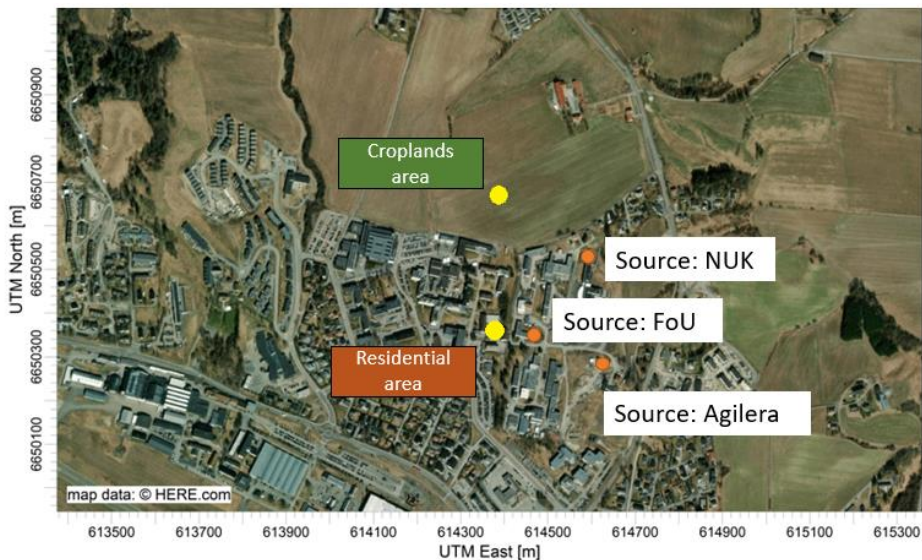 UTM North [m]
6650900
6650700
6650500
6650300
6650100
Croplands
area
Source: NUK
Source: FoU
Residential
area
Source: Agilera
map data: © HERE.com
613500 613700 613900 614100 614300 614500 614700 614900 615100 615300
UTM East [m]